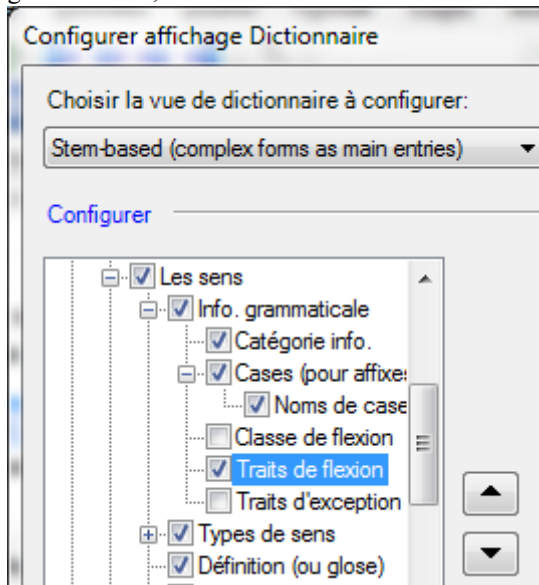 Configurer affichage Dictionnaire
Choisir la vue de dictionnaire à configurer:
Stem-based (complex forms as main entries)
Configurer
Les sens
Info. grammaticale
Catégorie info.
Cases (pour affixe
Noms de case
Classe de flexion
Traits de flexion
Traits d'exception
Types de sens
Définition (ou glose)